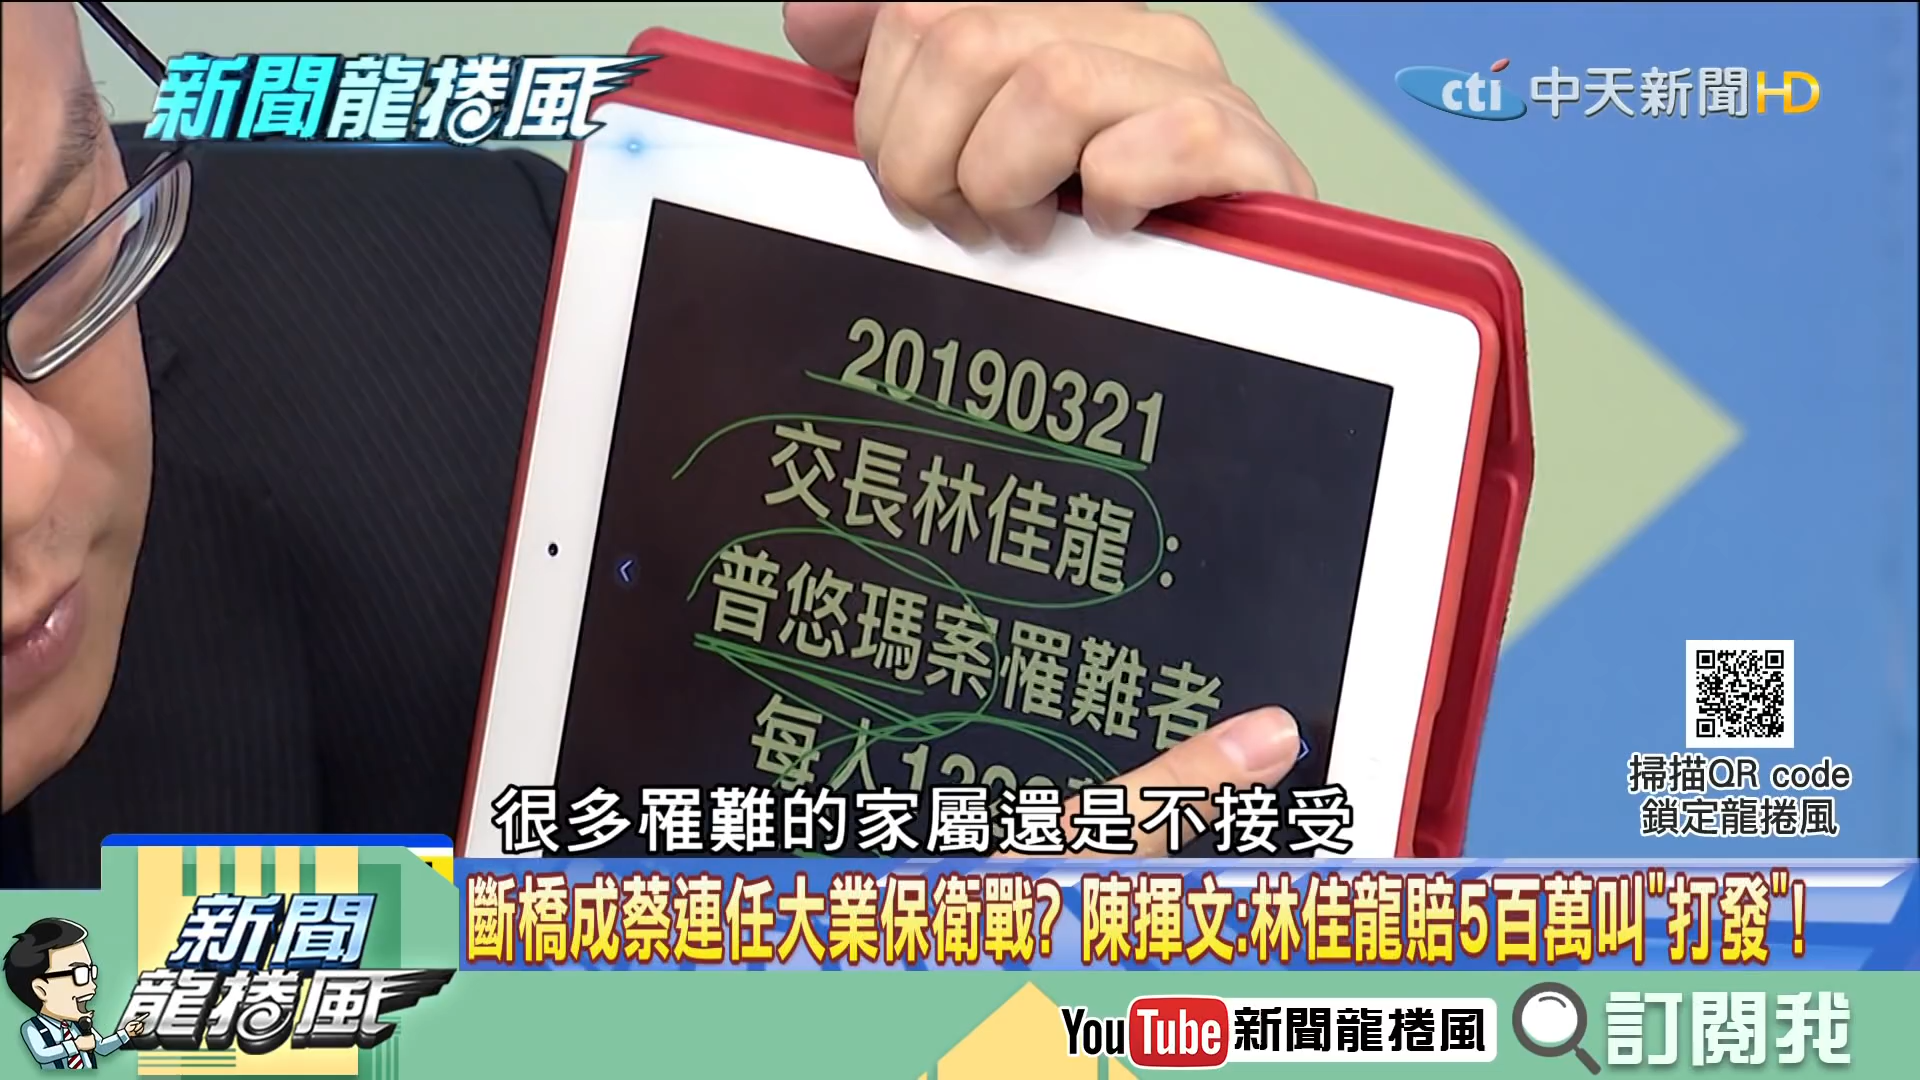 新聞龍捲風
cti 中天新聞HD
20190321
交長林佳龍：
普悠瑪案罹難者
每人
很多罹難的家屬還是不接受
掃描QR code
鎖定龍捲風
斷橋成蔡連任大業保衛戰? 陳揮文:林佳龍賠5百萬叫"打發"!
新聞
龍捲風
YouTube 新聞龍捲風
訂閱我